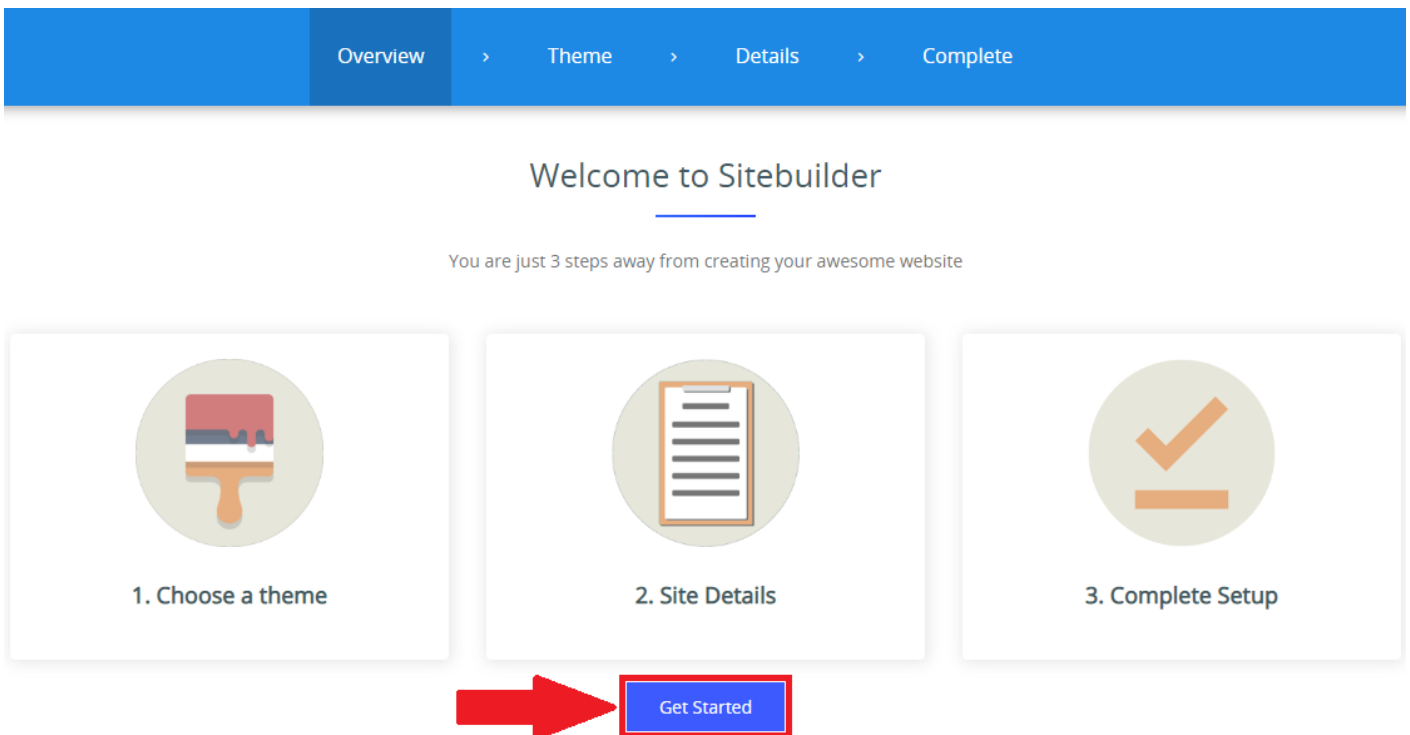 Overview › Theme › Details › Complete
Welcome to Sitebuilder
You are just 3 steps away from creating your awesome website
1. Choose a theme
2. Site Details
3. Complete Setup
Get Started